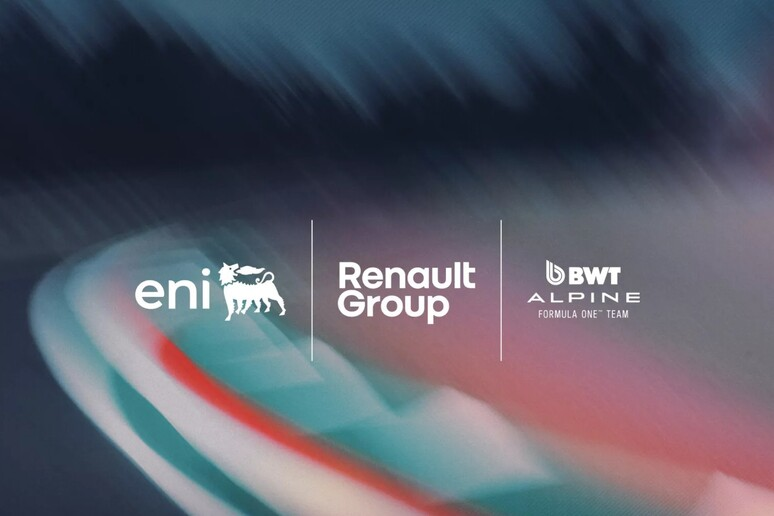 eni
Renault
Group
BWT
ALPINE
FORMULA ONE™ TEAM